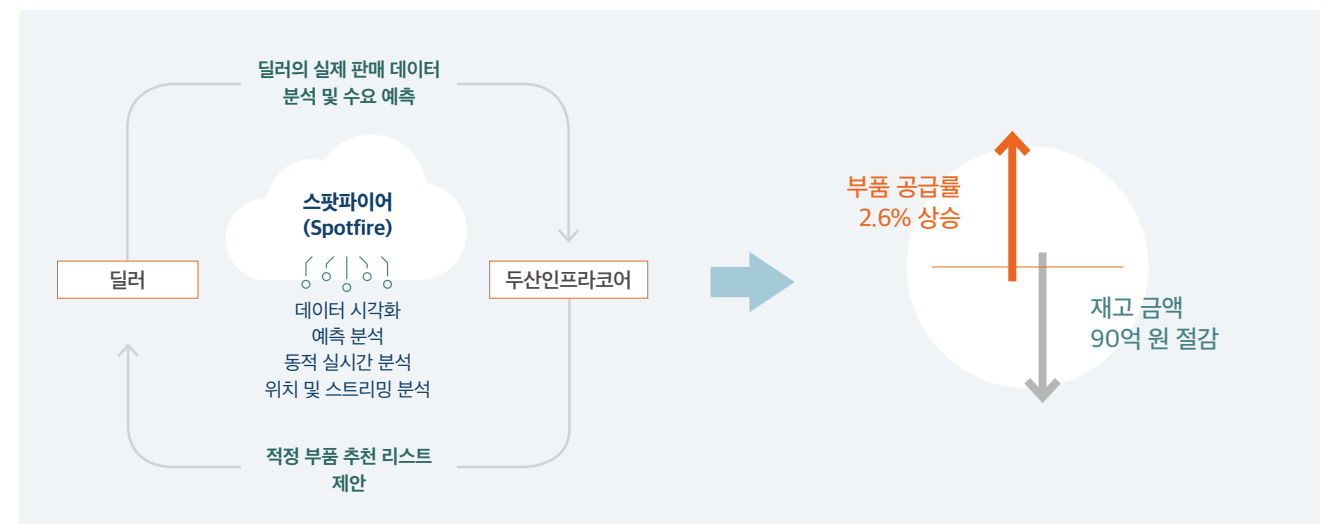 딜러의 실제 판매 데이터
분석 및 수요 예측
스팟파이어
(Spotfire)
딜러
두산인프라코어
데이터 시각화
예측 분석
동적 실시간 분석
위치 및 스트리밍 분석
적정 부품 추천 리스트
제안
부품 공급률
2.6% 상승
재고 금액
90억 원 절감